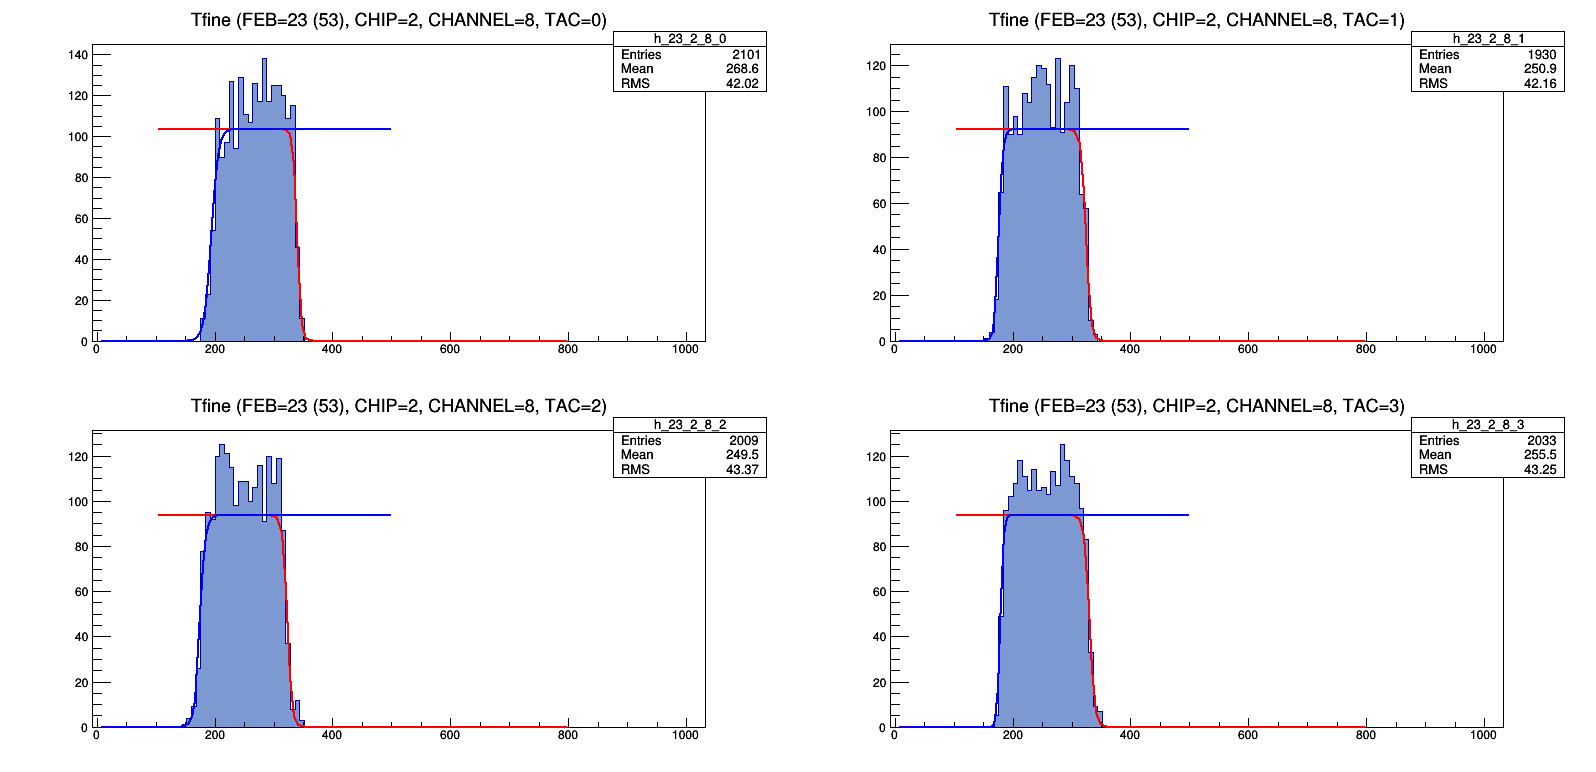 Tfine (FEB=23 (53), CHIP=2, CHANNEL=8, TAC=0)
h_23_2_8_0
Entries 2101
Mean 268.6
RMS 42.02
140
120
100
80
60
40
20
0
0 200 400 600 800 1000
Tfine (FEB=23 (53), CHIP=2, CHANNEL=8, TAC=1)
h_23_2_8_1
Entries 1930
Mean 250.9
RMS 42.16
120
100
80
60
40
20
0
0 200 400 600 800 1000
Tfine (FEB=23 (53), CHIP=2, CHANNEL=8, TAC=2)
h_23_2_8_2
Entries 2009
Mean 249.5
RMS 43.37
120
100
80
60
40
20
0
0 200 400 600 800 1000
Tfine (FEB=23 (53), CHIP=2, CHANNEL=8, TAC=3)
h_23_2_8_3
Entries 2033
Mean 255.5
RMS 43.25
120
100
80
60
40
20
0
0 200 400 600 800 1000